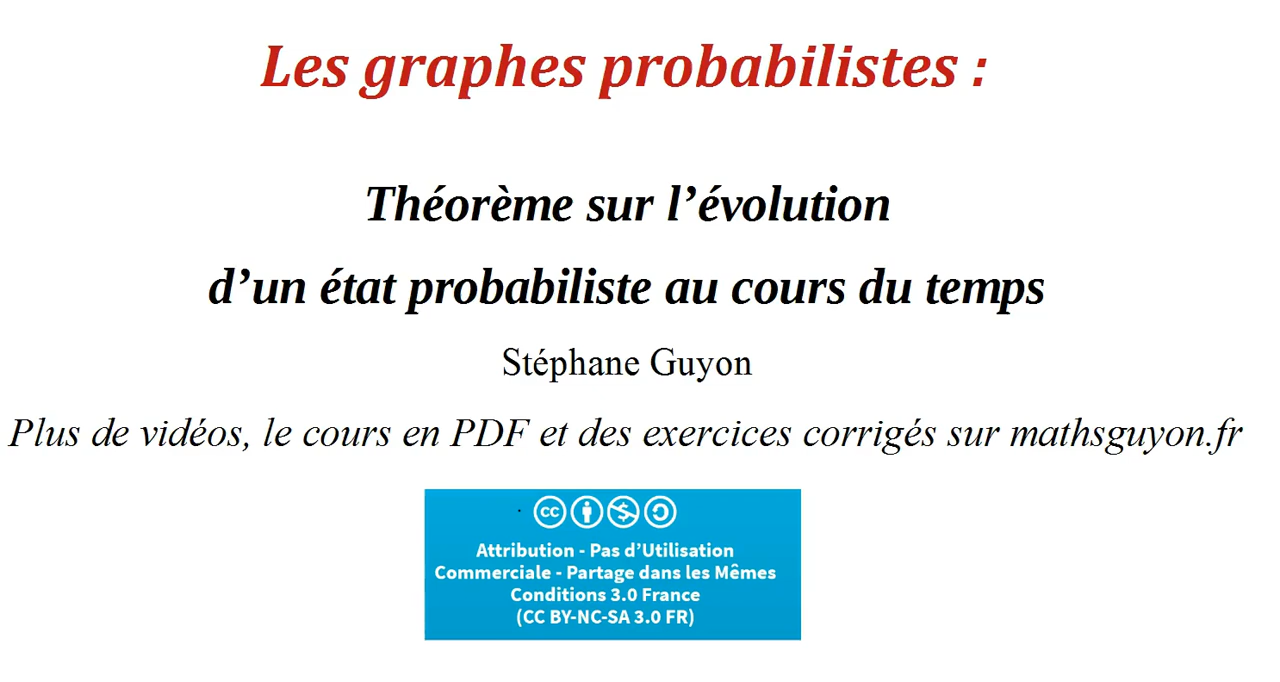 Les graphes probabilistes :
Théorème sur l’évolution
d’un état probabiliste au cours du temps
Stéphane Guyon
Plus de vidéos, le cours en PDF et des exercices corrigés sur mathsguyon.fr
cc $
Attribution - Pas d’Utilisation
Commerciale - Partage dans les Mêmes
Conditions 3.0 France
(CC BY-NC-SA 3.0 FR)